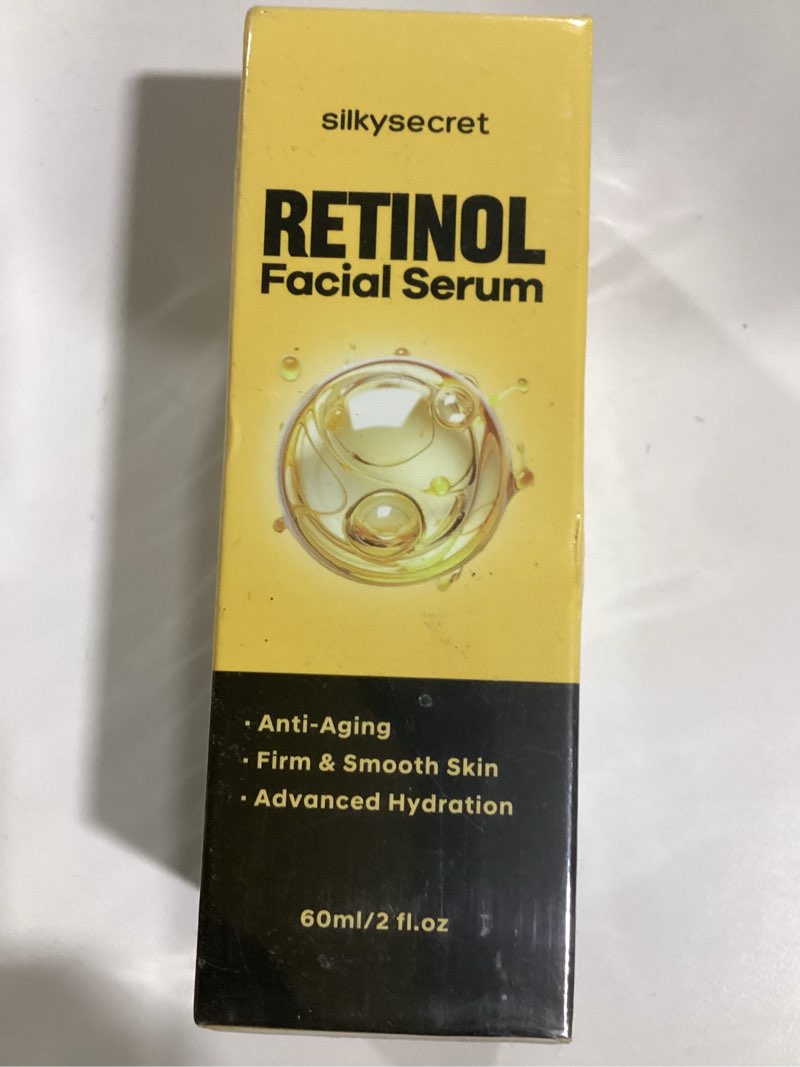 silkysecret
RETINOL
Facial Serum
· Anti-Aging
· Firm & Smooth Skin
· Advanced Hydration
60ml/2 fl.oz